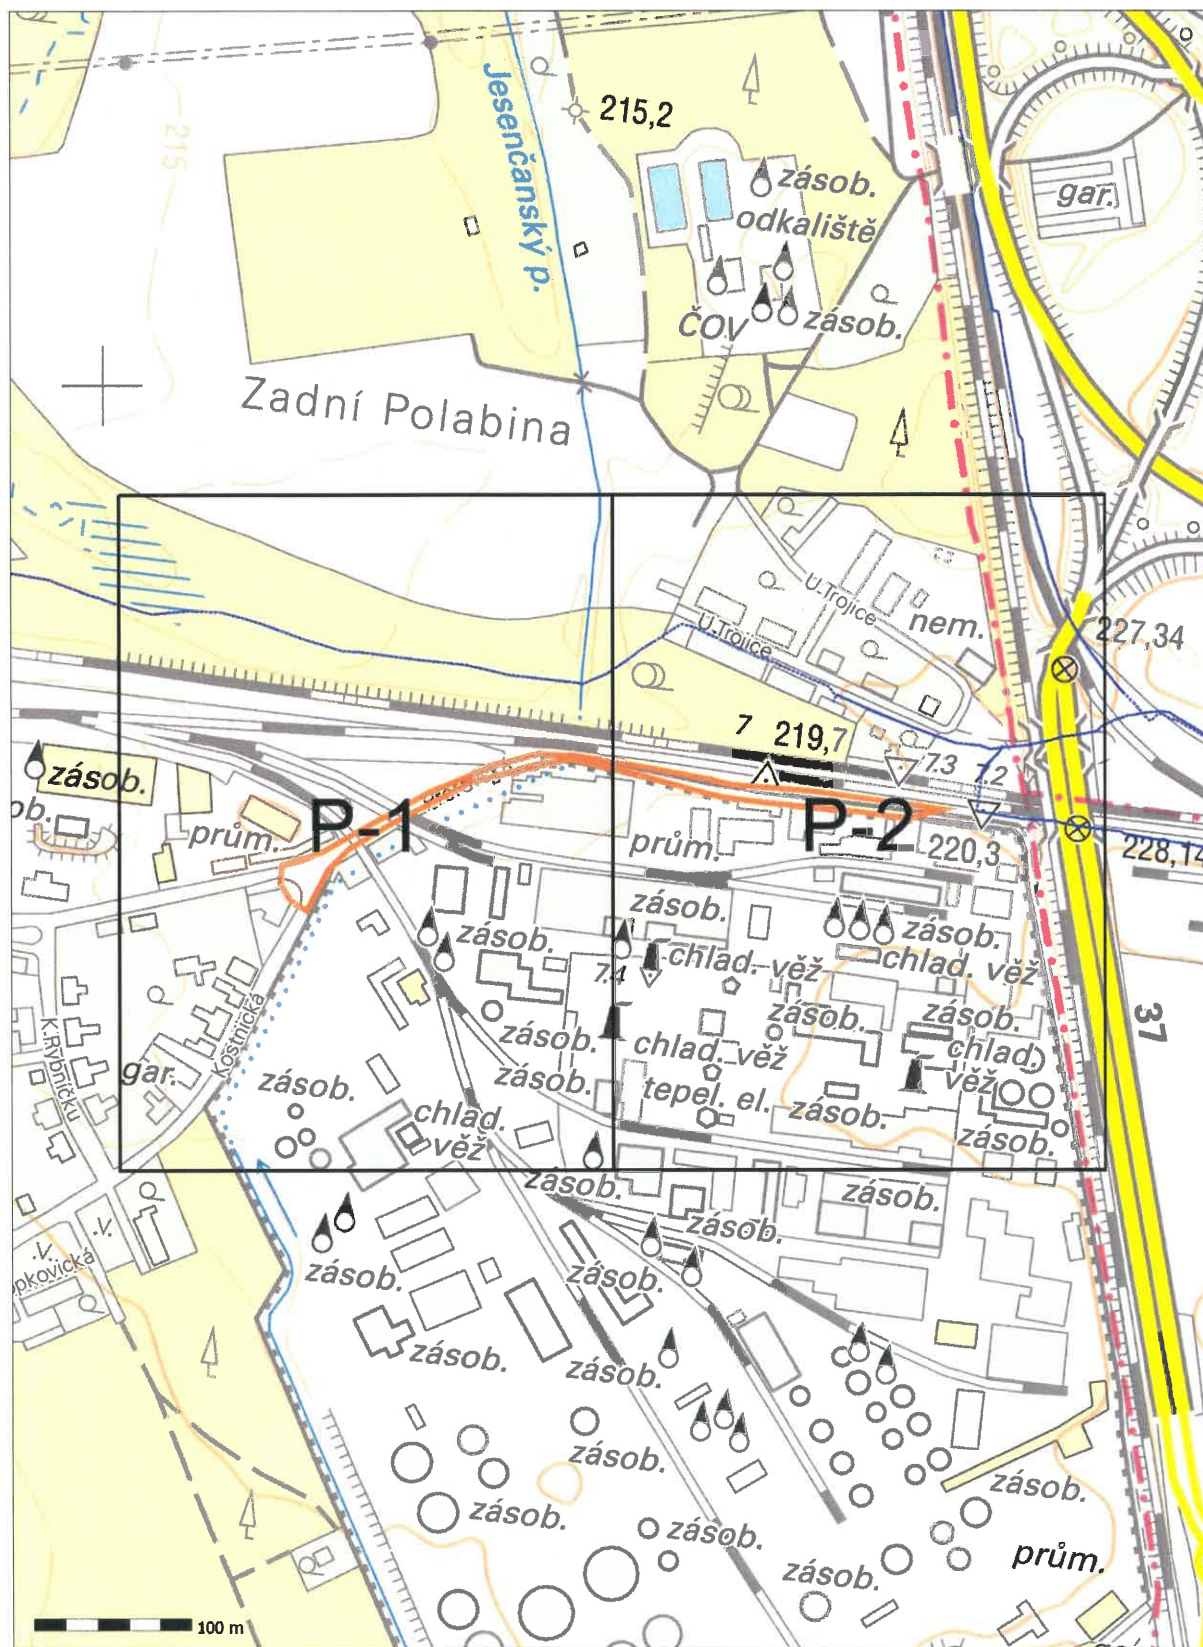 215,2
Jesenčanský p.
215
zásob.
gar.
odkaliště
ČOV
zásob.
Zadní Polabina
U Trojice
U Trojice
nem.
227,34
7
219,7
7.3
7.2
zásob.
ob.
prům.
P-1
P-2
prům.
220,3
228,14
zásob.
zásob.
zásob.
chlad. věž
chlad. věž
7.4
37
zásob.
zásob.
zásob.
K Rybníčku
Kostnická
chlad. věž
chlad.
věž
gar.
zásob.
zásob.
tepel. el.
zásob.
chlad.
věž
zásob.
zásob.
zásob.
zásob.
.v.
.v.
opkovická
zásob.
zásob.
zásob.
zásob.
zásob.
zásob.
zásob.
zásob.
zásob.
prům.
zásob.
100 m